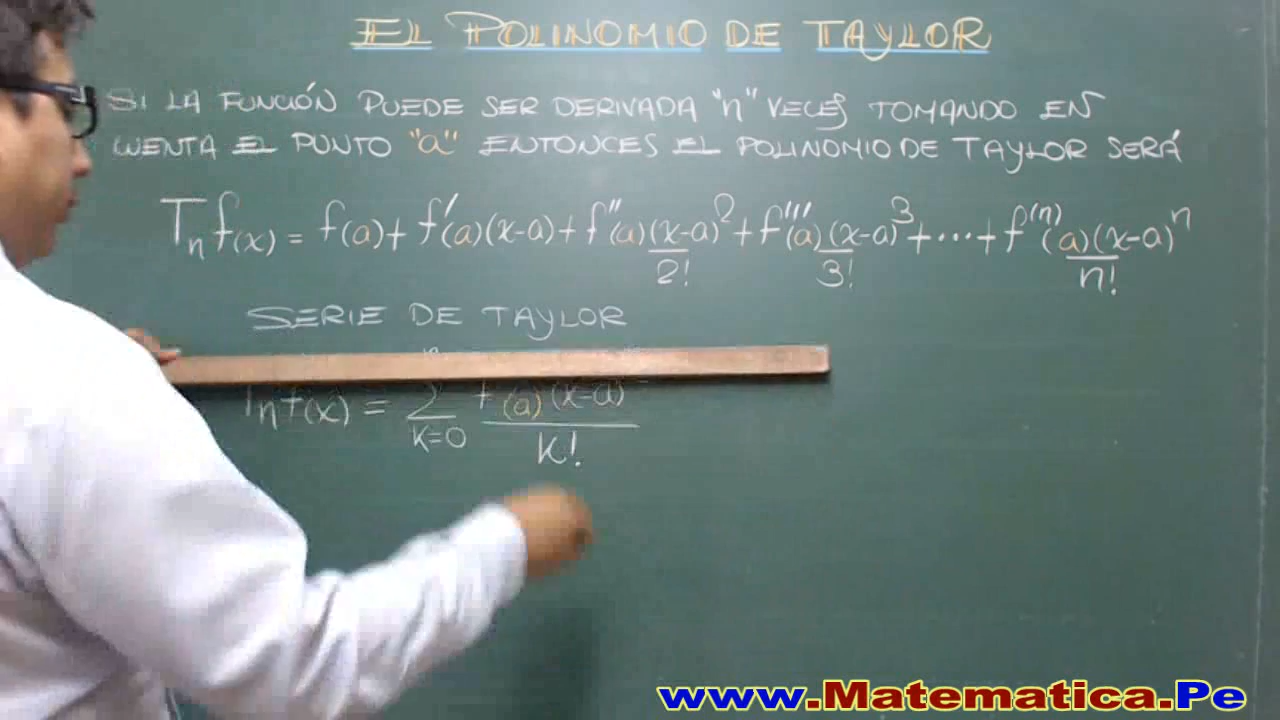 EL POLINOMIO DE TAYLOR
SI LA FUNCIÓN PUEDE SER DERIVADA "n" VECES TOMANDO EN
CUENTA EL PUNTO "a" ENTONCES EL POLINOMIO DE TAYLOR SERÁ
Tₙf(x) = f(a) + f'(a)(x-a) + f''(a)(x-a)²/2! + f'''(a)(x-a)³/3! + ... + f⁽ⁿ⁾(a)(x-a)ⁿ/n!
SERIE DE TAYLOR
Tₙf(x) = Σ k=0 f(a)(x-a)/k!
www.Matematica.Pe